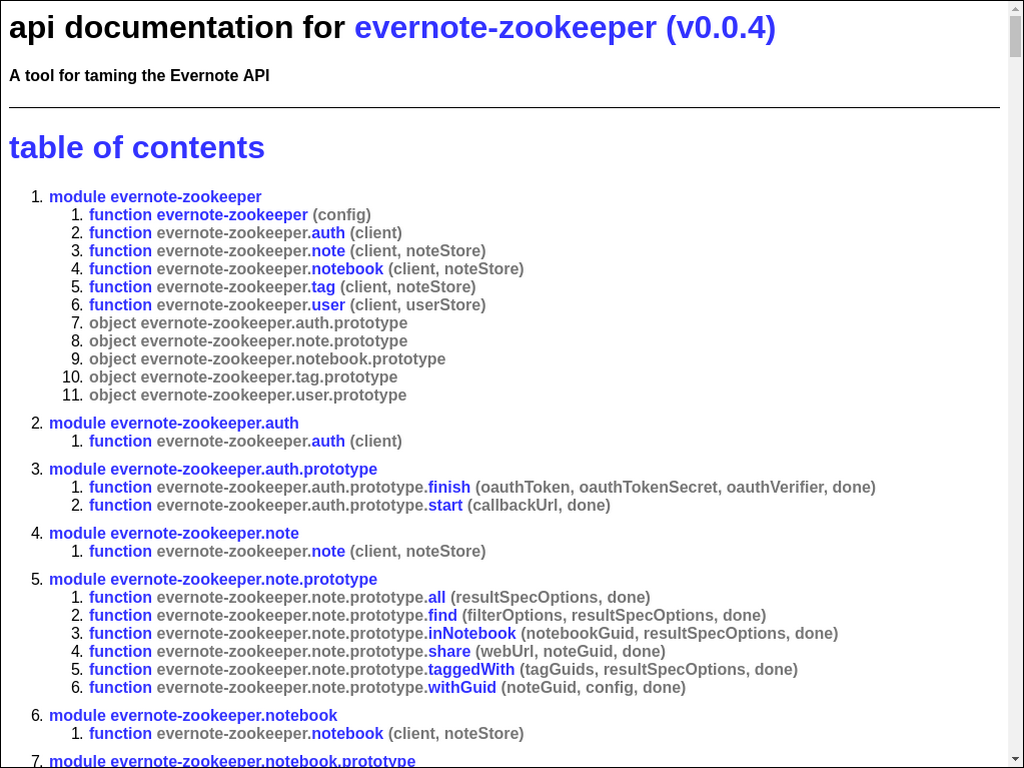 api documentation for evernote-zookeeper (v0.0.4)
A tool for taming the Evernote API
table of contents
1. module evernote-zookeeper
1. function evernote-zookeeper (config)
2. function evernote-zookeeper.auth (client)
3. function evernote-zookeeper.note (client, noteStore)
4. function evernote-zookeeper.notebook (client, noteStore)
5. function evernote-zookeeper.tag (client, noteStore)
6. function evernote-zookeeper.user (client, userStore)
7. object evernote-zookeeper.auth.prototype
8. object evernote-zookeeper.note.prototype
9. object evernote-zookeeper.notebook.prototype
10. object evernote-zookeeper.tag.prototype
11. object evernote-zookeeper.user.prototype
2. module evernote-zookeeper.auth
1. function evernote-zookeeper.auth (client)
3. module evernote-zookeeper.auth.prototype
1. function evernote-zookeeper.auth.prototype.finish (oauthToken, oauthTokenSecret, oauthVerifier, done)
2. function evernote-zookeeper.auth.prototype.start (callbackUrl, done)
4. module evernote-zookeeper.note
1. function evernote-zookeeper.note (client, noteStore)
5. module evernote-zookeeper.note.prototype
1. function evernote-zookeeper.note.prototype.all (resultSpecOptions, done)
2. function evernote-zookeeper.note.prototype.find (filterOptions, resultSpecOptions, done)
3. function evernote-zookeeper.note.prototype.inNotebook (notebookGuid, resultSpecOptions, done)
4. function evernote-zookeeper.note.prototype.share (webUrl, noteGuid, done)
5. function evernote-zookeeper.note.prototype.taggedWith (tagGuids, resultSpecOptions, done)
6. function evernote-zookeeper.note.prototype.withGuid (noteGuid, config, done)
6. module evernote-zookeeper.notebook
1. function evernote-zookeeper.notebook (client, noteStore)
7. module evernote-zookeeper.notebook.prototype